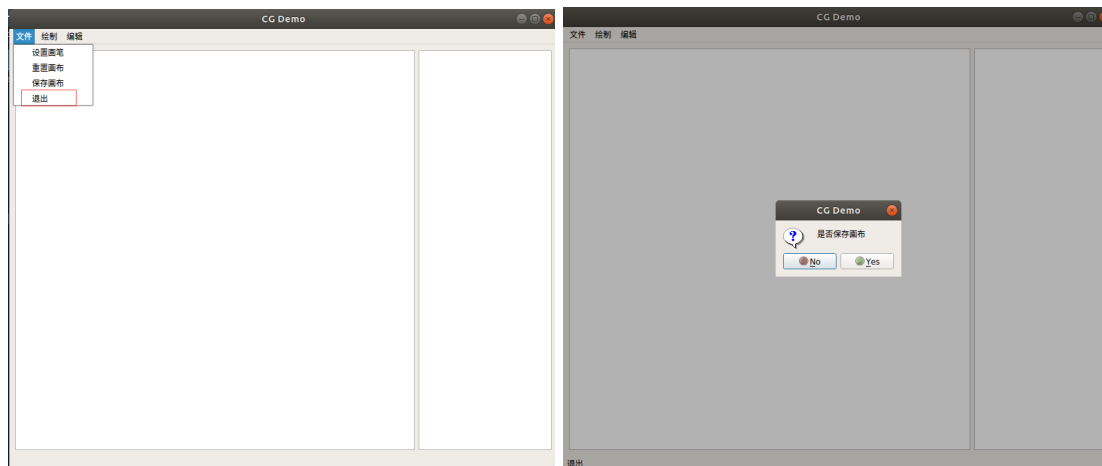 CG Demo
文件 绘制 编辑
设置画笔
重置画布
保存画布
退出
CG Demo
文件 绘制 编辑
CG Demo
?
是否保存画布
No Yes
退出